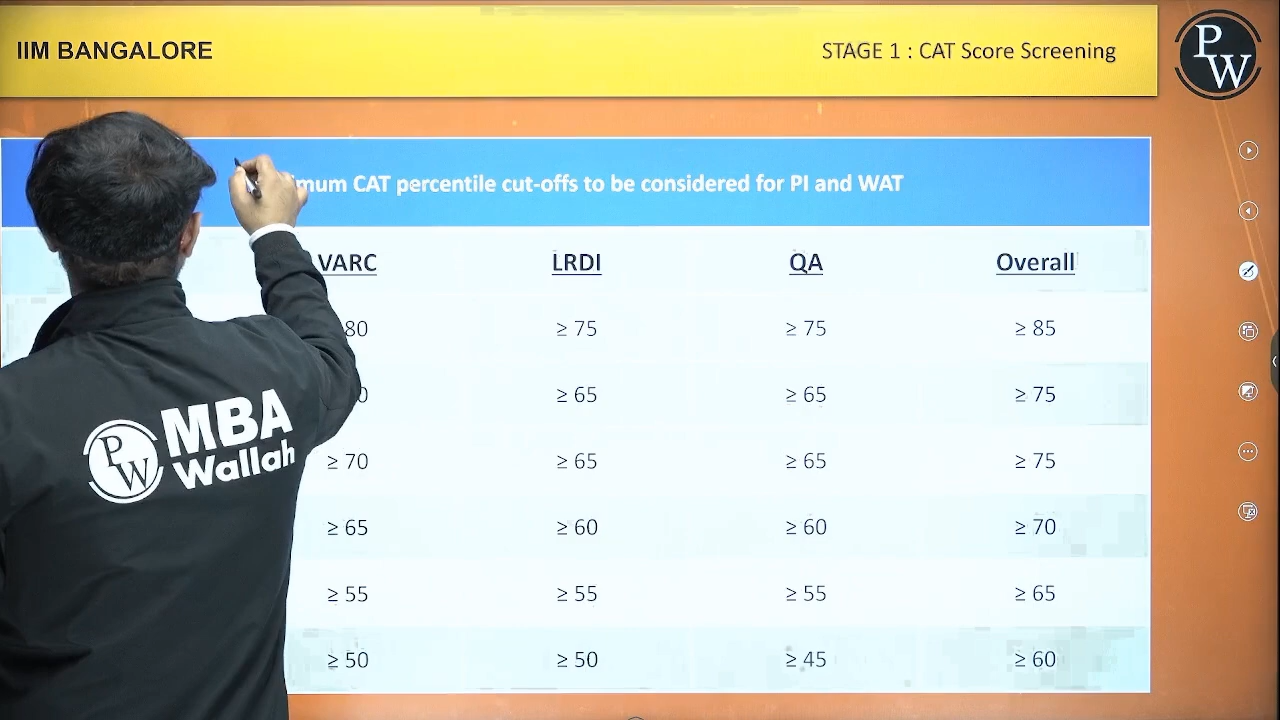 IIM BANGALORE
STAGE 1 : CAT Score Screening
PW
CAT percentile cut-offs to be considered for PI and WAT
VARC LRDI QA Overall
80 ≥ 75 ≥ 75 ≥ 85
≥ 65 ≥ 65 ≥ 75
≥ 70 ≥ 65 ≥ 65 ≥ 75
≥ 65 ≥ 60 ≥ 60 ≥ 70
≥ 55 ≥ 55 ≥ 55 ≥ 65
≥ 50 ≥ 50 ≥ 45 ≥ 60
PW
MBA
Wallah